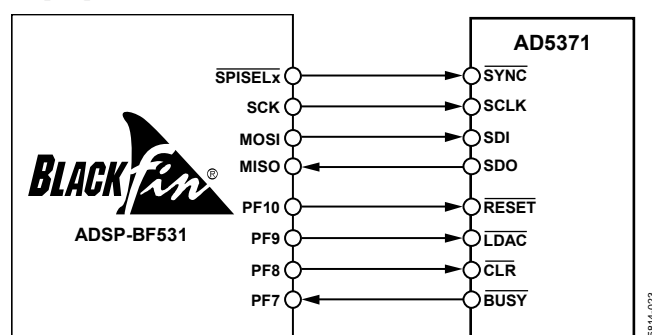 AD5371
SPISELx
SYNC
SCK
SCLK
MOSI
SDI
MISO
SDO
BLACKfin®
PF10
RESET
ADSP-BF531
PF9
LDAC
PF8
CLR
PF7
BUSY